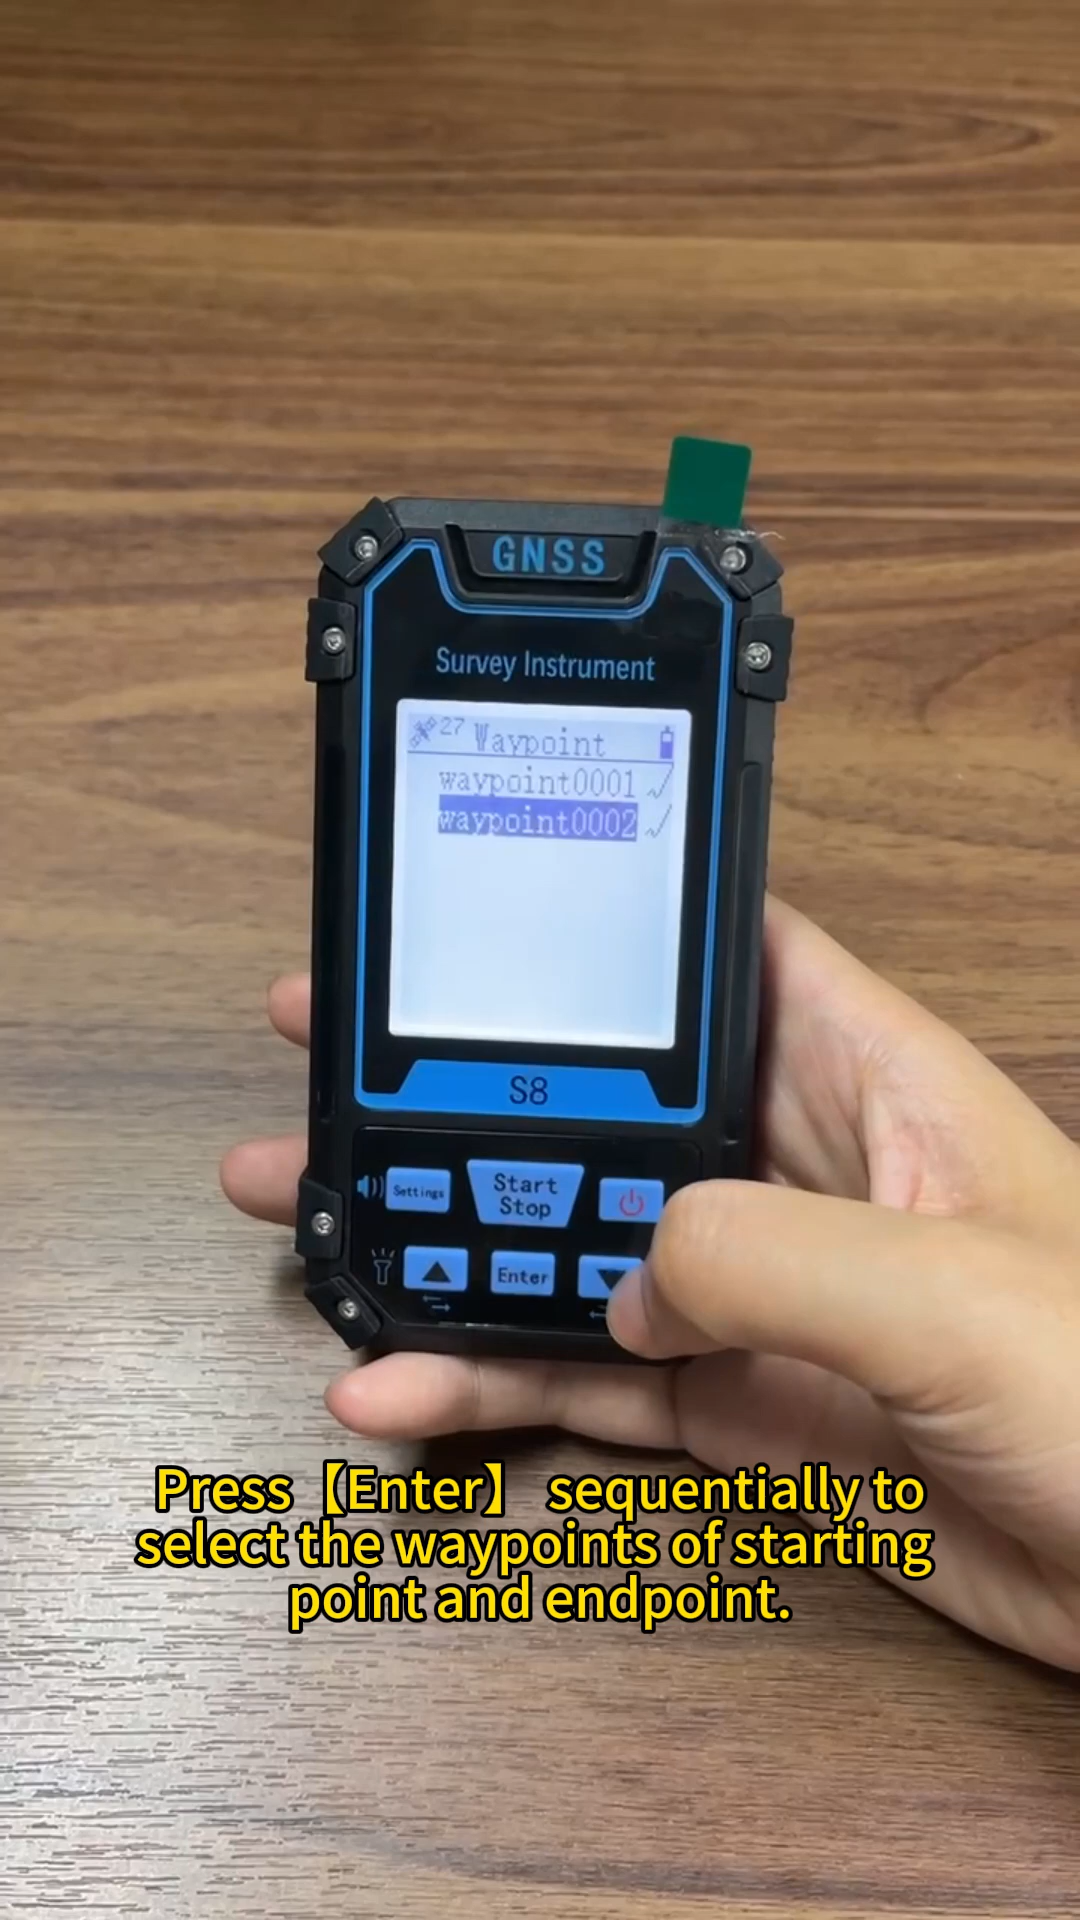 GNSS
Survey Instrument
27 Waypoint
waypoint0001 ✓
waypoint0002 ✓
S8
Settings
Start
Stop
Enter
Press【Enter】 sequentially to
select the waypoints of starting
point and endpoint.